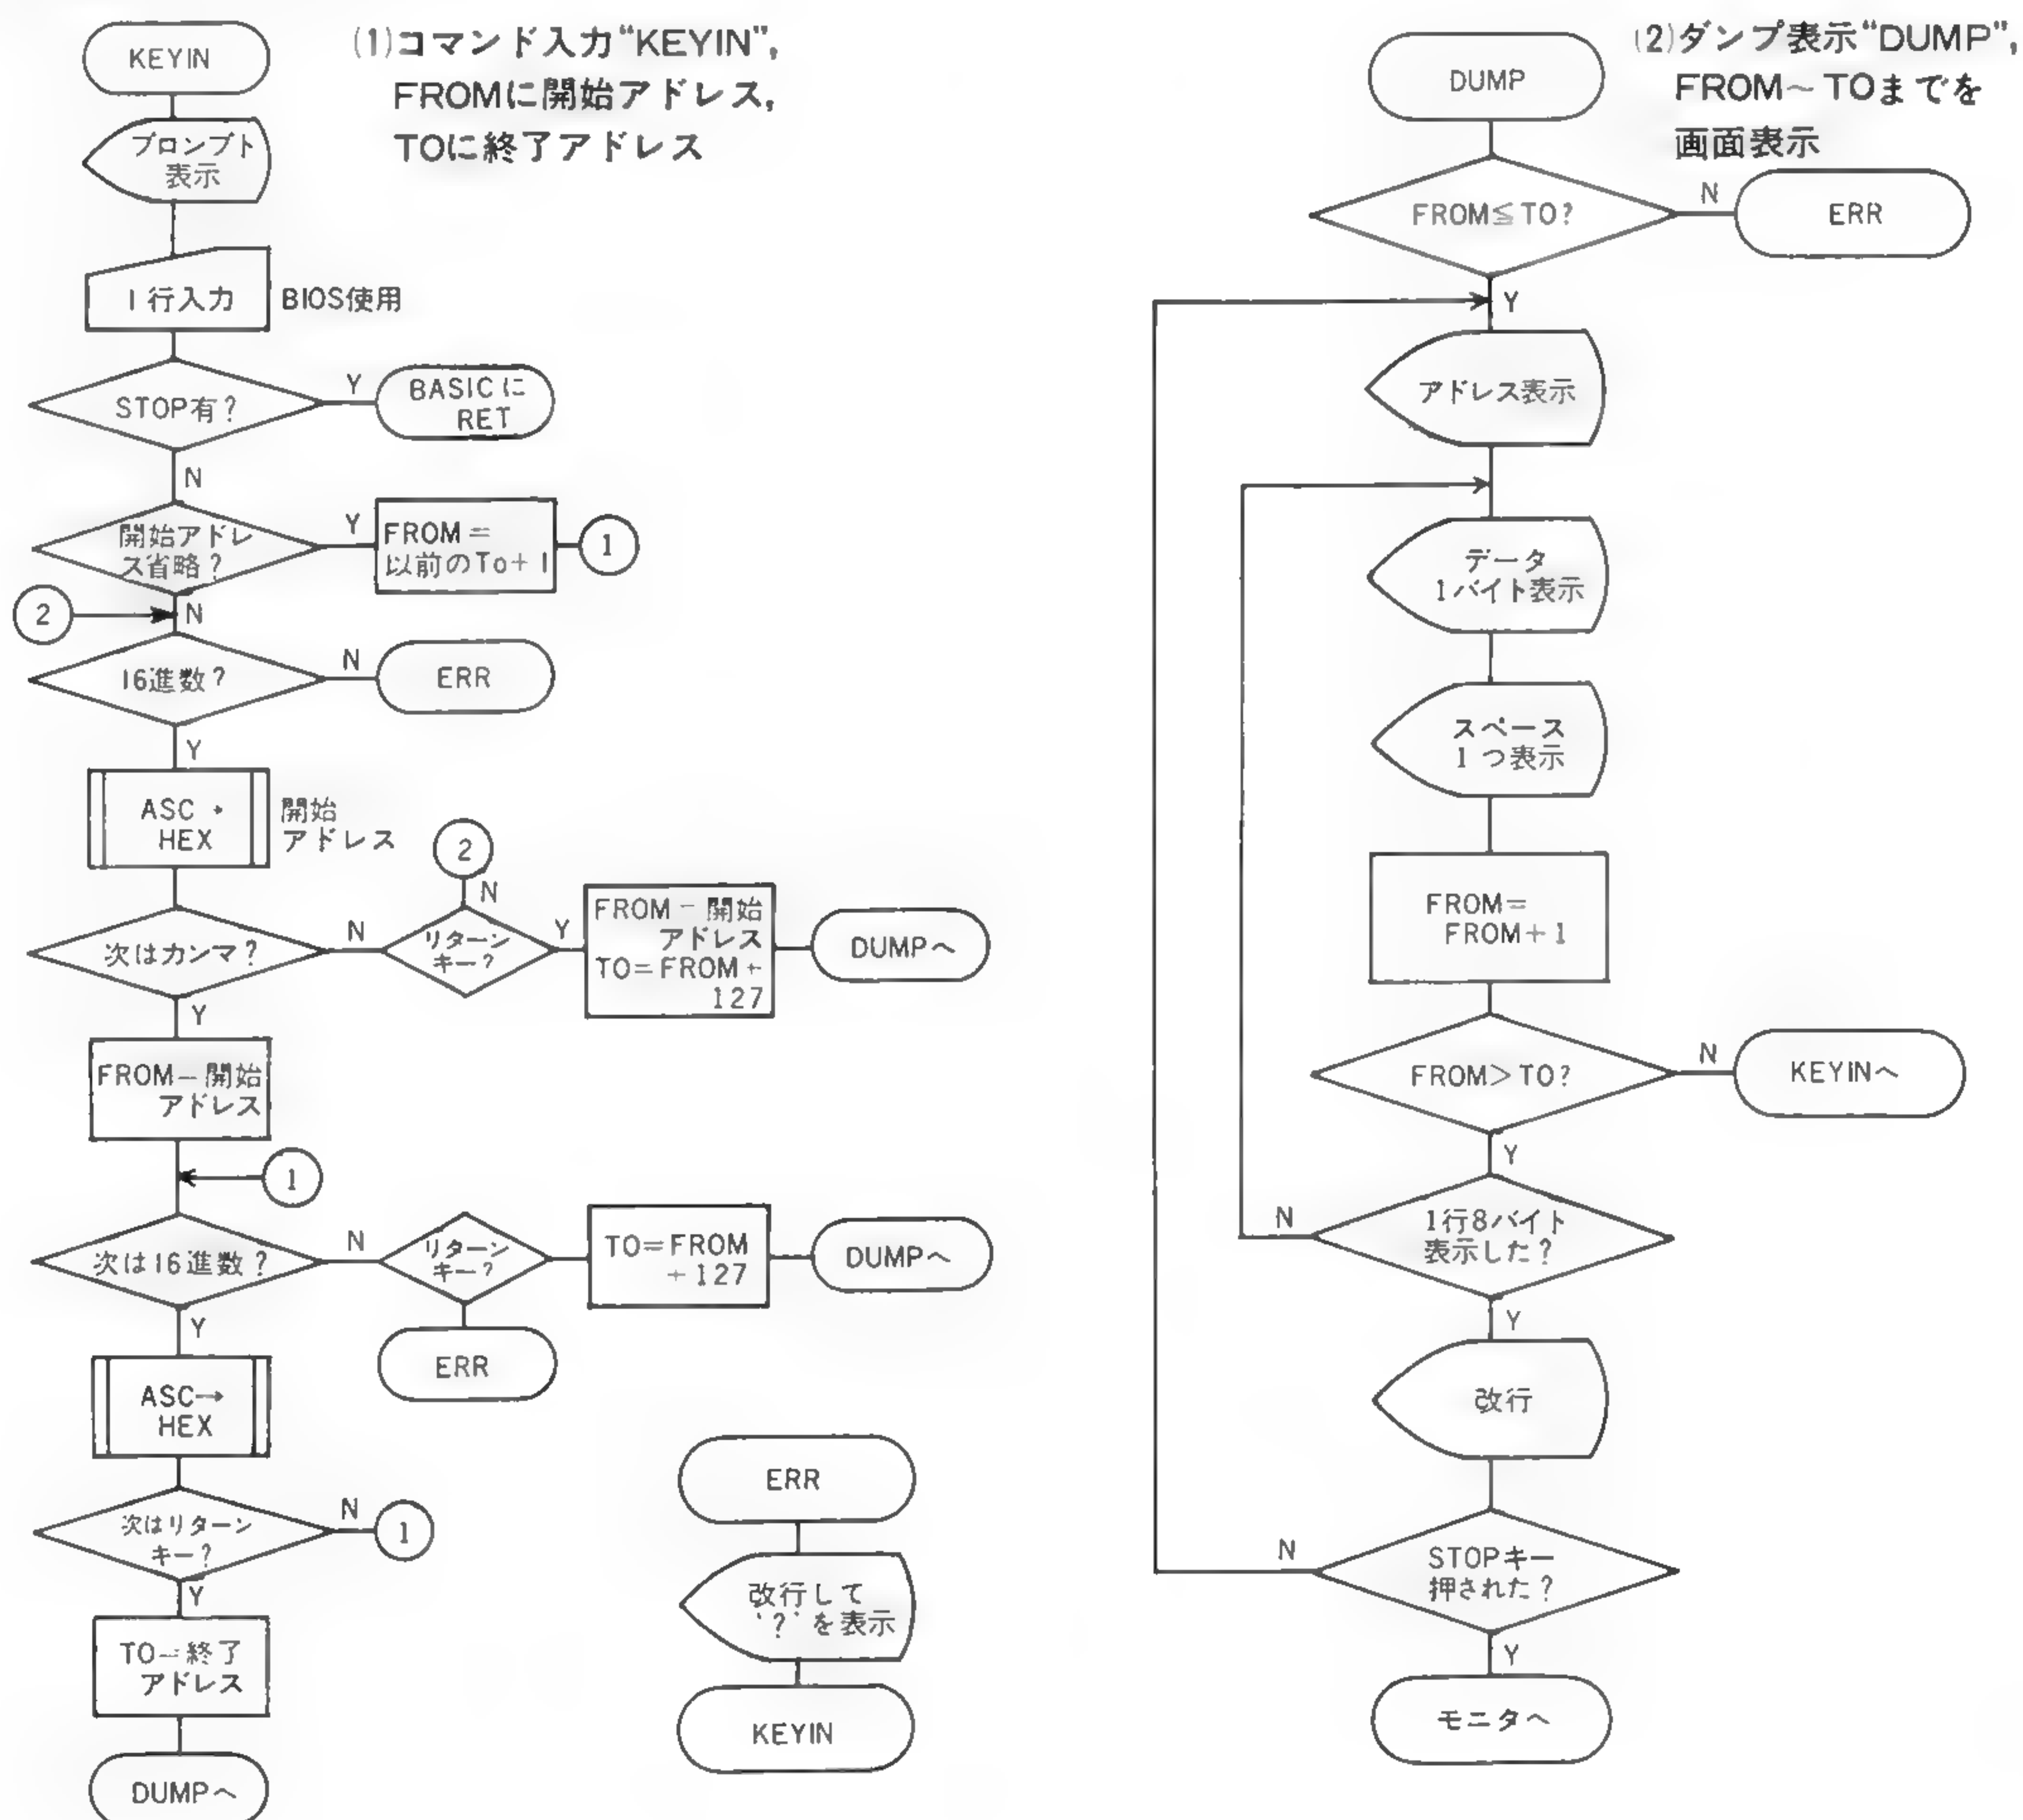 (1)コマンド入力“KEYIN”,
FROMに開始アドレス,
TOに終了アドレス
KEYIN
プロンプト
表示
1行入力
BIOS使用
STOP有?
Y
BASICに
RET
N
開始アドレ
ス省略?
Y
FROM=
以前のTo+1
1
2
N
16進数?
N
ERR
Y
ASC→
HEX
開始
アドレス
次はカンマ?
N
リターン
キー?
N
2
Y
FROM=開始
アドレス
TO=FROM+
127
DUMPへ
Y
FROM=開始
アドレス
1
次は16進数?
N
リターン
キー?
TO=FROM
+127
DUMPへ
ERR
Y
ASC→
HEX
次はリターン
キー?
N
1
Y
TO=終了
アドレス
DUMPへ
ERR
改行して
‘?’を表示
KEYIN
(2)ダンプ表示“DUMP”,
FROM~TOまでを
画面表示
DUMP
FROM≦TO?
N
ERR
Y
アドレス表示
データ
1バイト表示
スペース
1つ表示
FROM=
FROM+1
FROM>TO?
N
KEYINへ
Y
1行8バイト
表示した?
N
Y
改行
STOPキー
押された?
N
Y
モニタへ